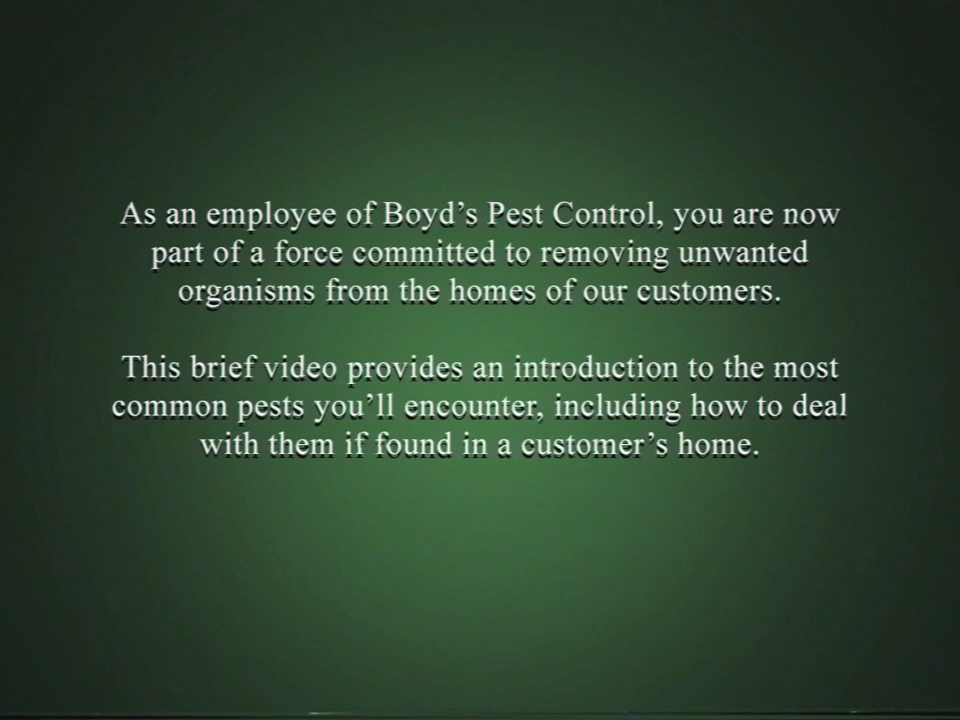 As an employee of Boyd’s Pest Control, you are now
part of a force committed to removing unwanted
organisms from the homes of our customers.
This brief video provides an introduction to the most
common pests you’ll encounter, including how to deal
with them if found in a customer’s home.